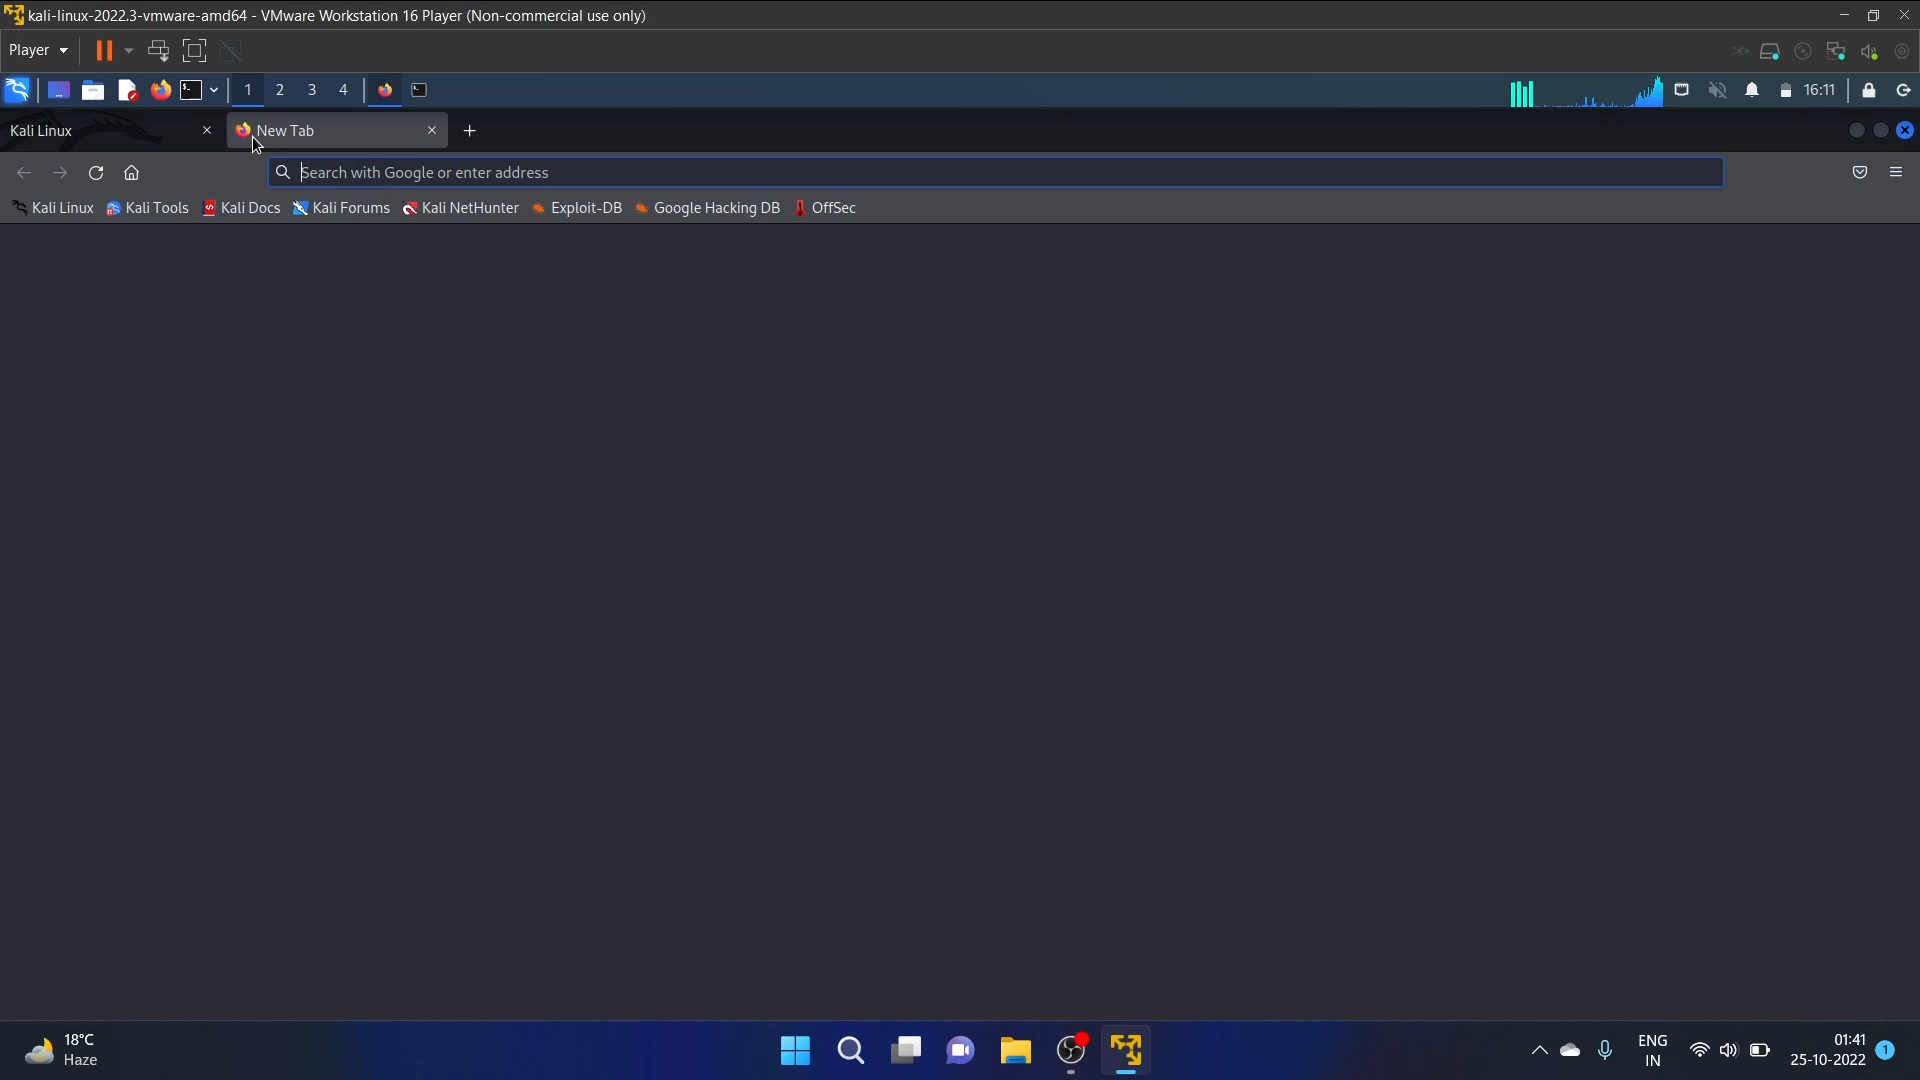 kali-linux-2022.3-vmware-amd64 - VMware Workstation 16 Player (Non-commercial use only)
Player
1 2 3 4 16:11
Kali Linux New Tab
Search with Google or enter address
Kali Linux Kali Tools Kali Docs Kali Forums Kali NetHunter Exploit-DB Google Hacking DB OffSec
18°C ENG 01:41
Haze IN 25-10-2022 1